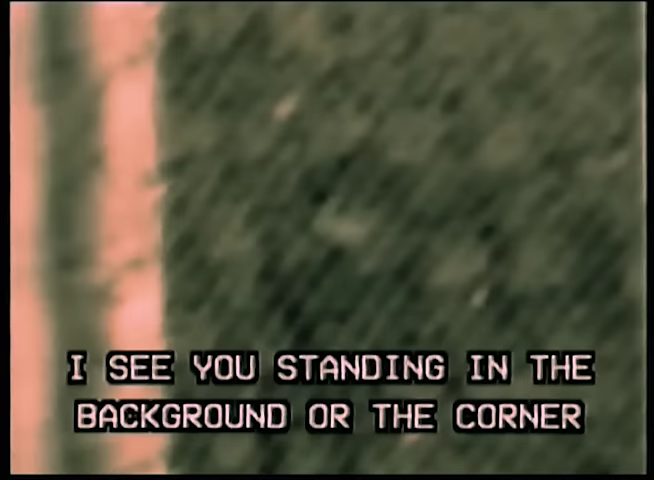 I SEE YOU STANDING IN THE
BACKGROUND OR THE CORNER